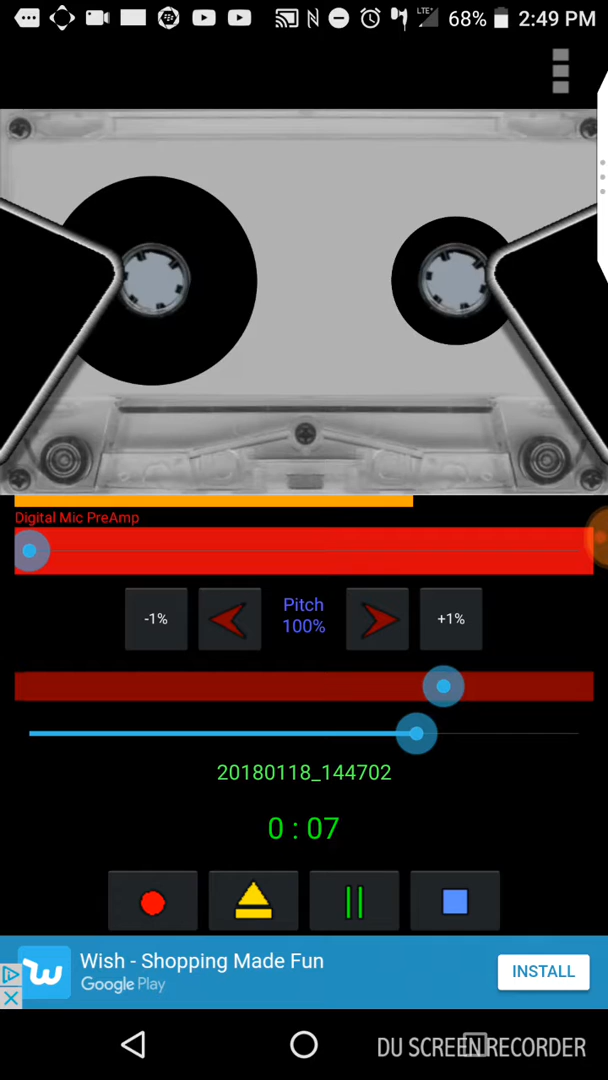 LTE+ 68% 2:49 PM
Digital Mic PreAmp
-1%
Pitch
100%
+1%
20180118_144702
0 : 07
Wish - Shopping Made Fun
Google Play
INSTALL
DU SCREEN RECORDER